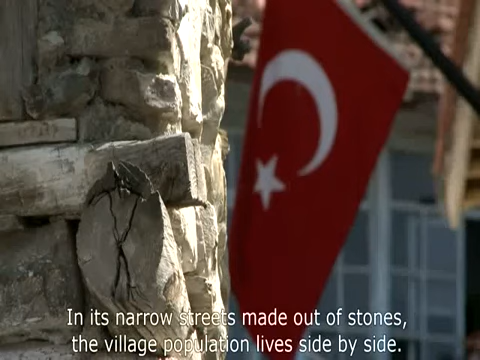 In its narrow streets made out of stones,
the village population lives side by side.